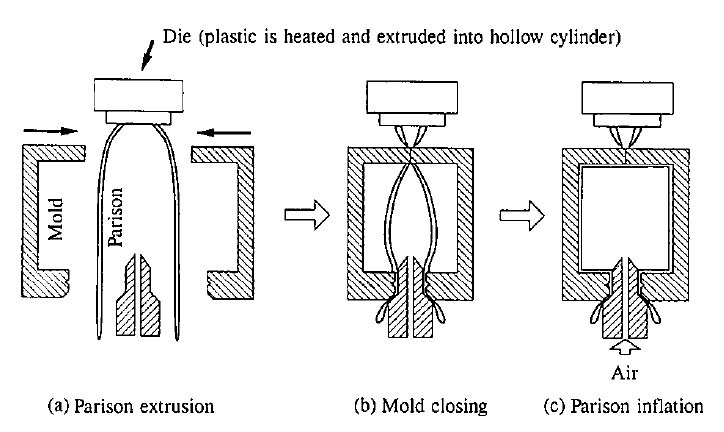 Die (plastic is heated and extruded into hollow cylinder)
Mold
Parison
Air
(a) Parison extrusion
(b) Mold closing
(c) Parison inflation